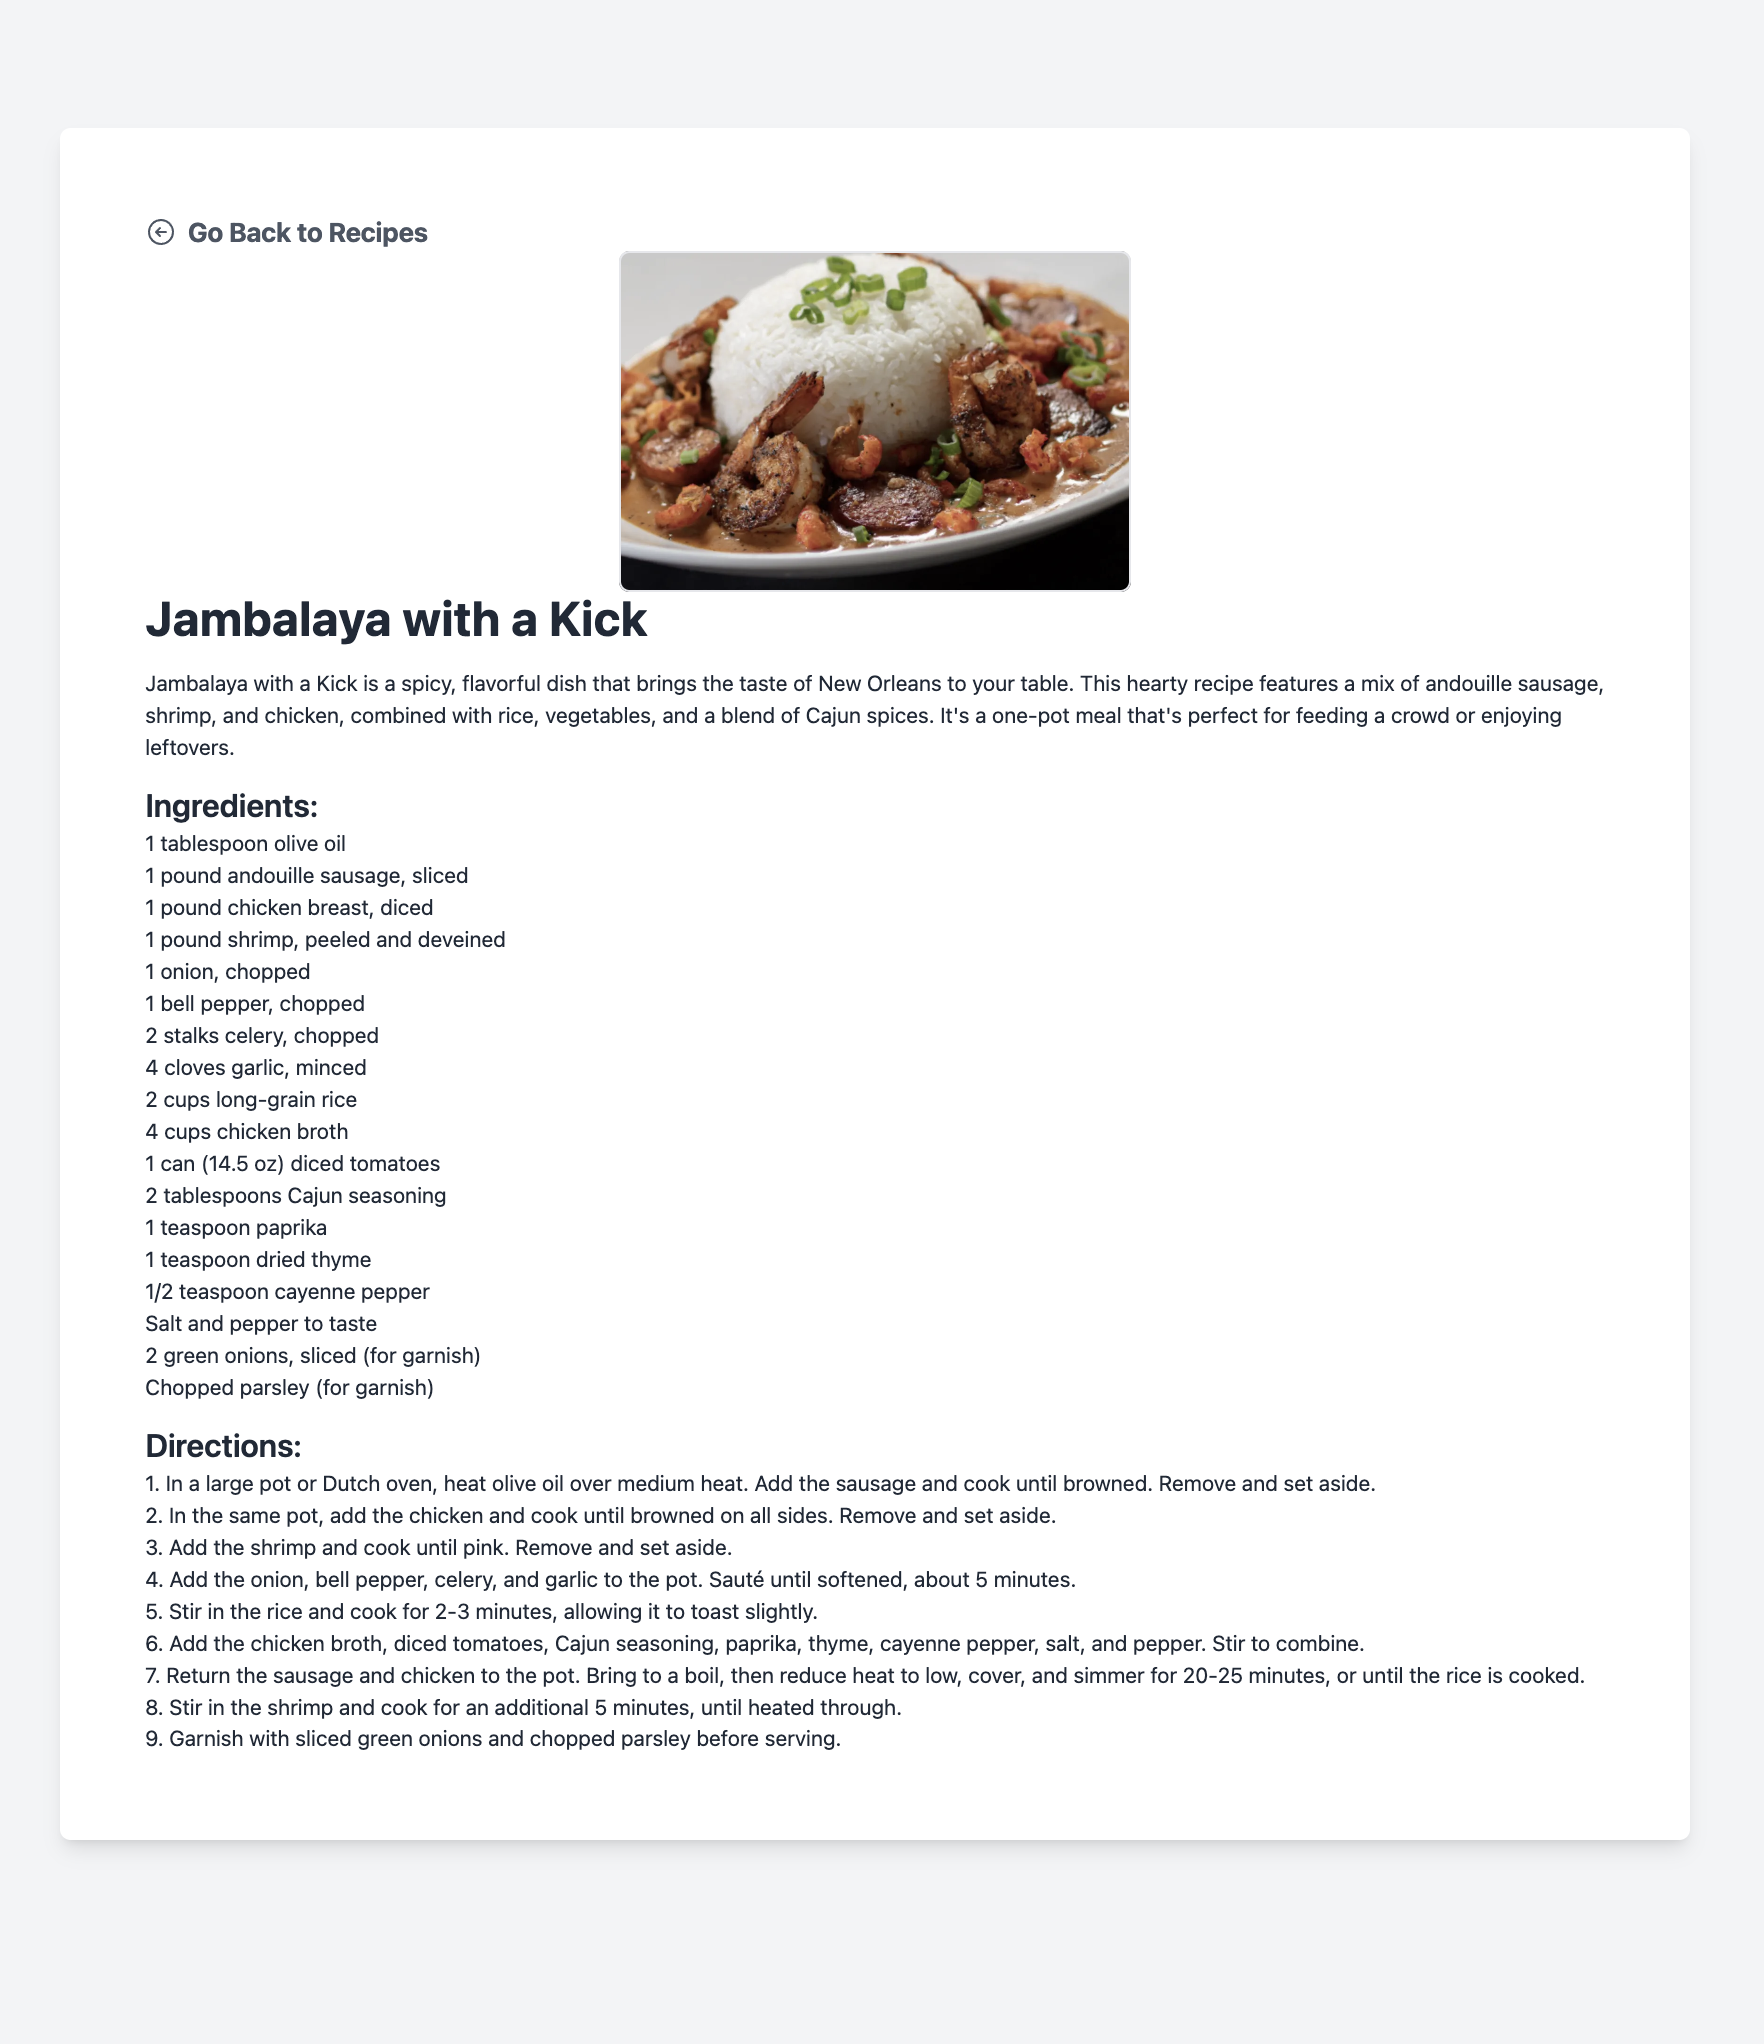 Go Back to Recipes
Jambalaya with a Kick
Jambalaya with a Kick is a spicy, flavorful dish that brings the taste of New Orleans to your table. This hearty recipe features a mix of andouille sausage,
shrimp, and chicken, combined with rice, vegetables, and a blend of Cajun spices. It's a one-pot meal that's perfect for feeding a crowd or enjoying
leftovers.
Ingredients:
1 tablespoon olive oil
1 pound andouille sausage, sliced
1 pound chicken breast, diced
1 pound shrimp, peeled and deveined
1 onion, chopped
1 bell pepper, chopped
2 stalks celery, chopped
4 cloves garlic, minced
2 cups long-grain rice
4 cups chicken broth
1 can (14.5 oz) diced tomatoes
2 tablespoons Cajun seasoning
1 teaspoon paprika
1 teaspoon dried thyme
1/2 teaspoon cayenne pepper
Salt and pepper to taste
2 green onions, sliced (for garnish)
Chopped parsley (for garnish)
Directions:
1. In a large pot or Dutch oven, heat olive oil over medium heat. Add the sausage and cook until browned. Remove and set aside.
2. In the same pot, add the chicken and cook until browned on all sides. Remove and set aside.
3. Add the shrimp and cook until pink. Remove and set aside.
4. Add the onion, bell pepper, celery, and garlic to the pot. Sauté until softened, about 5 minutes.
5. Stir in the rice and cook for 2-3 minutes, allowing it to toast slightly.
6. Add the chicken broth, diced tomatoes, Cajun seasoning, paprika, thyme, cayenne pepper, salt, and pepper. Stir to combine.
7. Return the sausage and chicken to the pot. Bring to a boil, then reduce heat to low, cover, and simmer for 20-25 minutes, or until the rice is cooked.
8. Stir in the shrimp and cook for an additional 5 minutes, until heated through.
9. Garnish with sliced green onions and chopped parsley before serving.